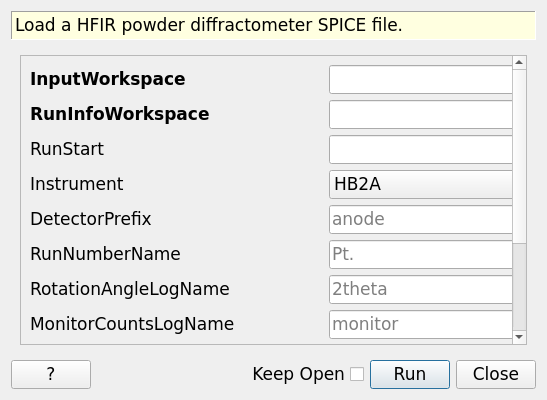 Load a HFIR powder diffractometer SPICE file.
InputWorkspace
RunInfoWorkspace
RunStart
Instrument HB2A
DetectorPrefix anode
RunNumberName Pt.
RotationAngleLogName 2theta
MonitorCountsLogName monitor
? Keep Open Run Close